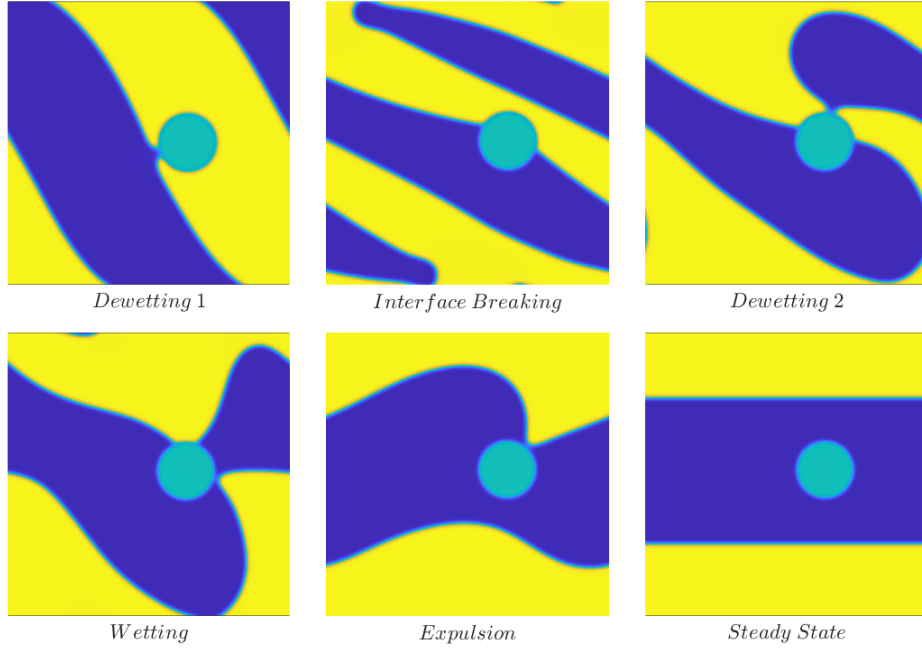 Dewetting 1
Interface Breaking
Dewetting 2
Wetting
Expulsion
Steady State